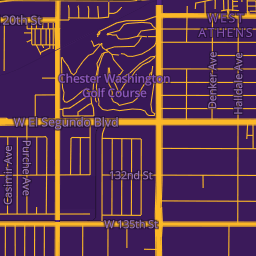 120th St
WEST
ATHENS
Chester Washington
Golf Course
Denker Ave
Halldale Ave
W El Segundo Blvd
Casimir Ave
Purche Ave
132nd St
W 135th St